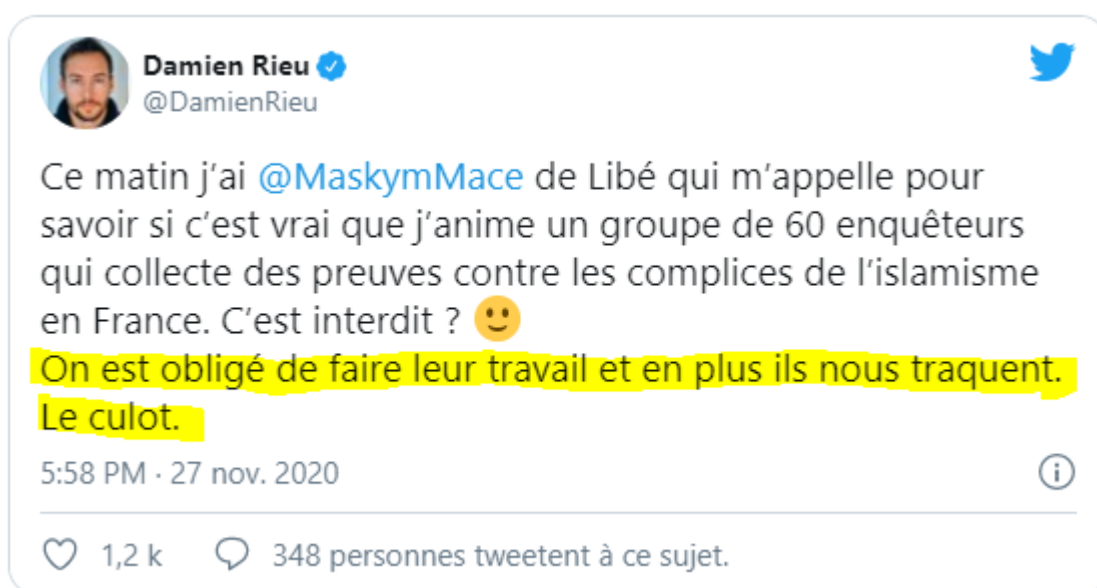 Damien Rieu
@DamienRieu
Ce matin j'ai @MaskymMace de Libé qui m'appelle pour
savoir si c'est vrai que j'anime un groupe de 60 enquêteurs
qui collecte des preuves contre les complices de l'islamisme
en France. C'est interdit ? 🙂
On est obligé de faire leur travail et en plus ils nous traquent.
Le culot.
5:58 PM · 27 nov. 2020
1,2 k 348 personnes tweetent à ce sujet.